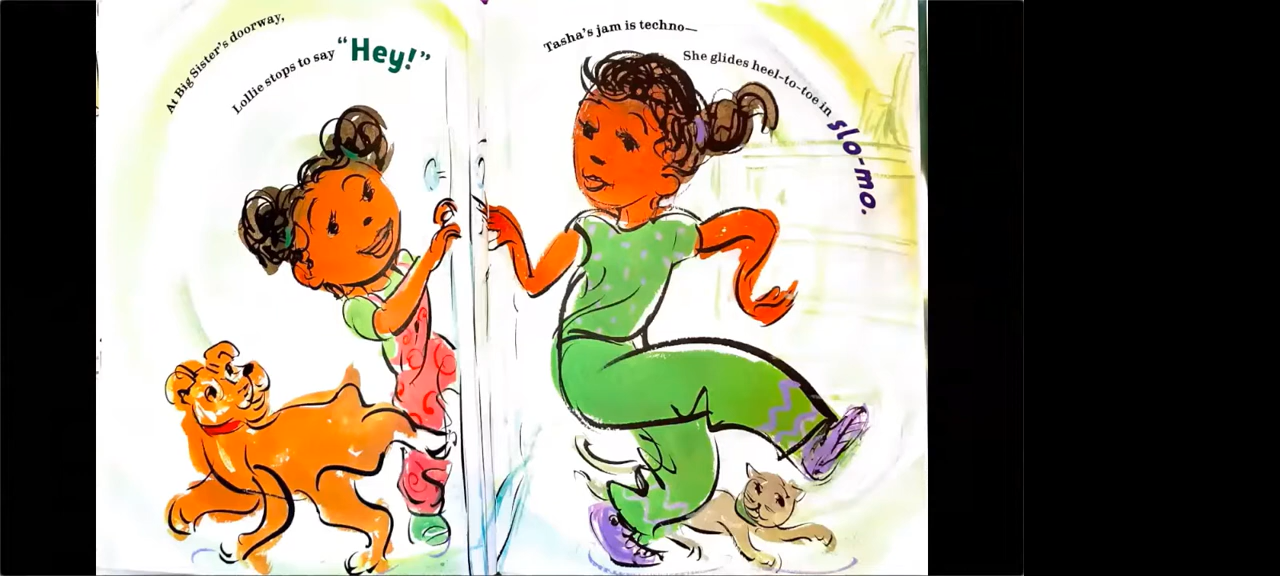 At Big Sister's doorway,
Lollie stops to say "Hey!"
Tasha's jam is techno—
She glides heel-to-toe in slo-mo.